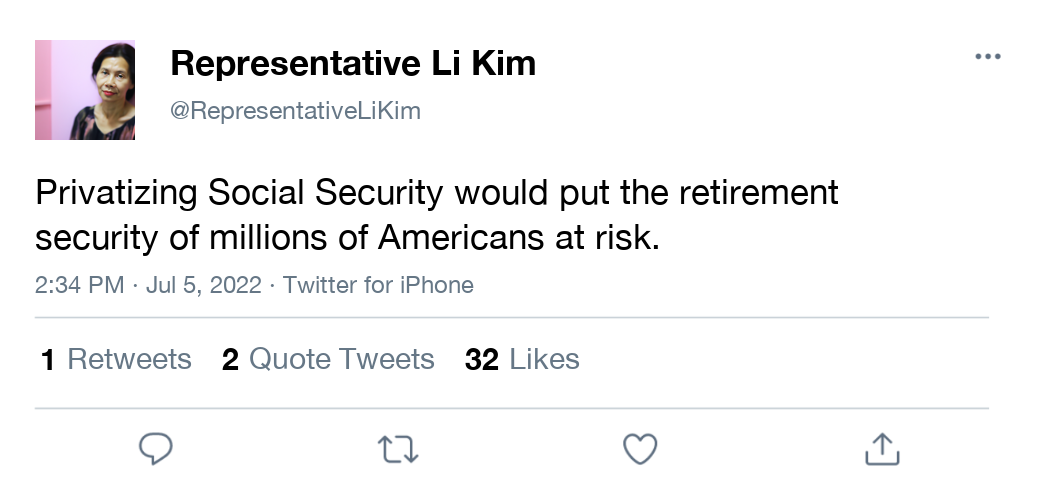 Representative Li Kim
@RepresentativeLiKim
Privatizing Social Security would put the retirement
security of millions of Americans at risk.
2:34 PM · Jul 5, 2022 · Twitter for iPhone
1 Retweets 2 Quote Tweets 32 Likes